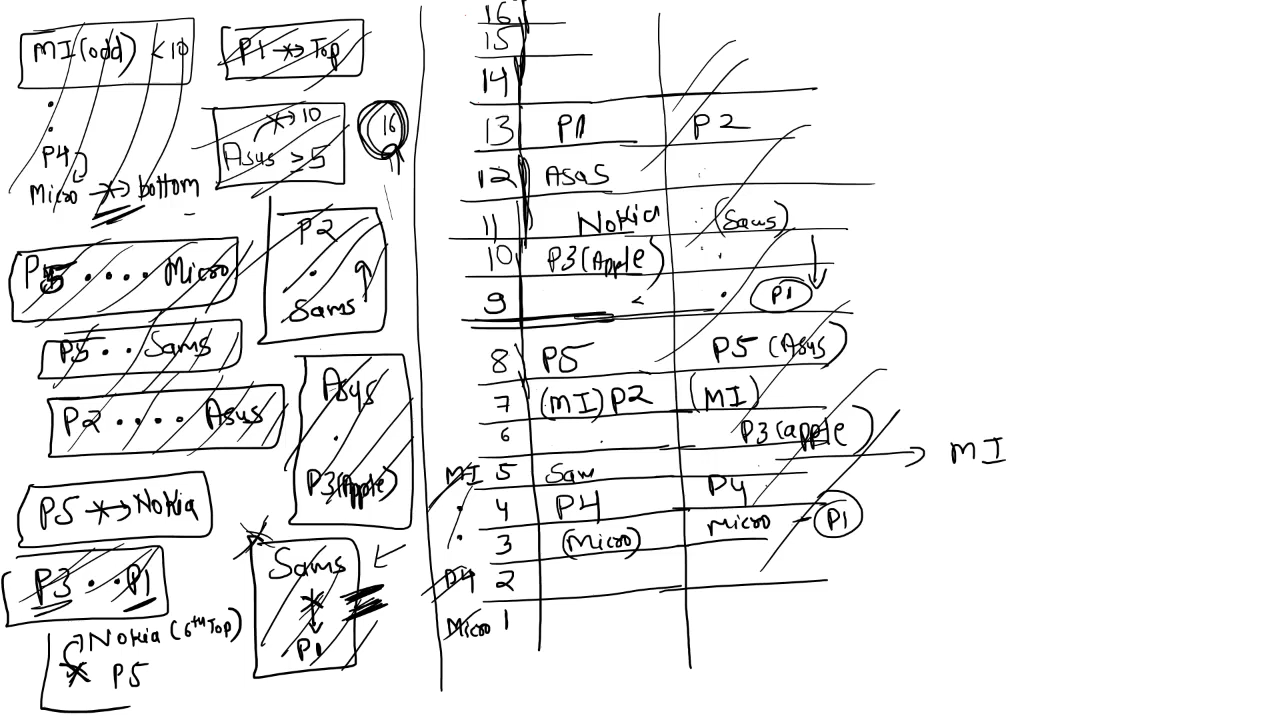 MI (odd) < 10
P4
Micro ✗→ bottom
P1 ✗→ Top
✗→ 10
Asus ≥ 5
16
P5 . . . . Micro
P5 . . Sams
P2 . . . . Asus
P5 ✗→ Nokia
P3 . . P1
Nokia (6th Top)
P5
P2
.
Sams
Asys
.
P3(Apple)
Sams
P1
16
15
14
13 P1 P2
12 Asas
11 Nokia (Sams)
10 P3(Apple)
9 P1
8 P5 P5 (Asus)
7 (MI) P2 (MI)
6 P3(apple) → MI
MI 5 Sam
4 P4 P4
3 (Micro) Micro - P1
P4 2
Micro 1